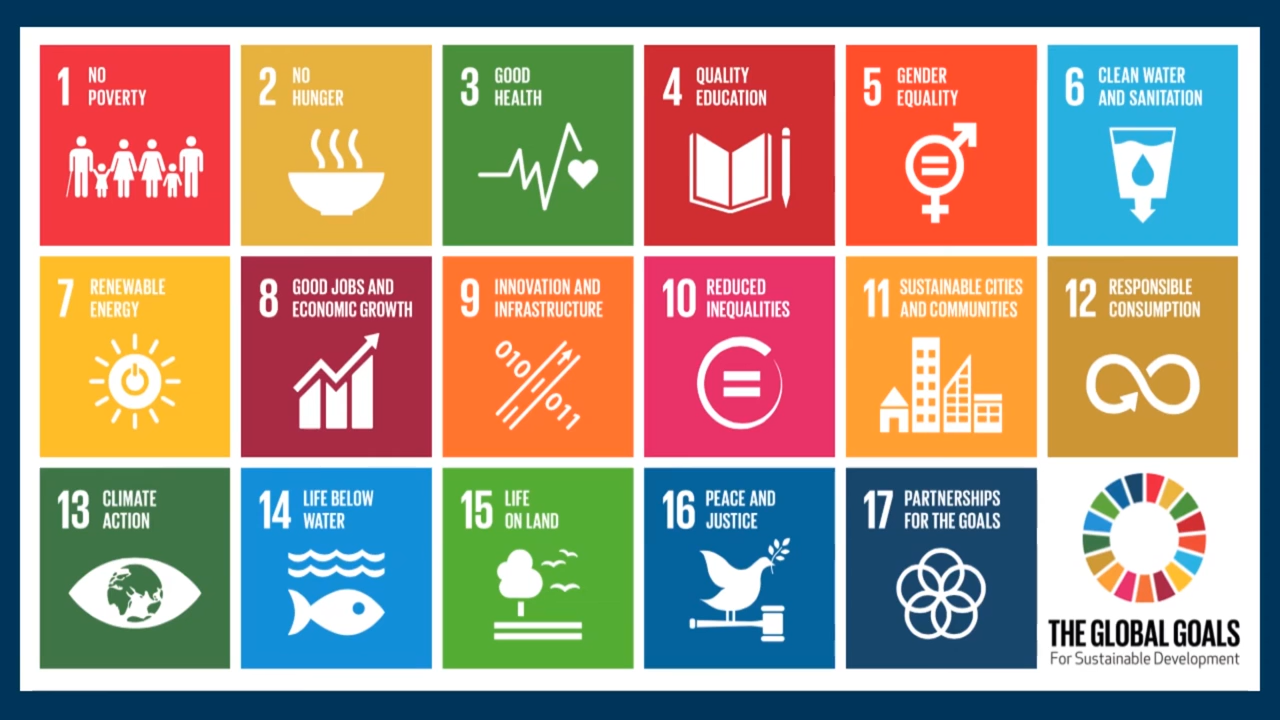 1 NO
POVERTY
2 NO
HUNGER
3 GOOD
HEALTH
4 QUALITY
EDUCATION
5 GENDER
EQUALITY
6 CLEAN WATER
AND SANITATION
7 RENEWABLE
ENERGY
8 GOOD JOBS AND
ECONOMIC GROWTH
9 INNOVATION AND
INFRASTRUCTURE
010
011
10 REDUCED
INEQUALITIES
11 SUSTAINABLE CITIES
AND COMMUNITIES
12 RESPONSIBLE
CONSUMPTION
13 CLIMATE
ACTION
14 LIFE BELOW
WATER
15 LIFE
ON LAND
16 PEACE AND
JUSTICE
17 PARTNERSHIPS
FOR THE GOALS
THE GLOBAL GOALS
For Sustainable Development